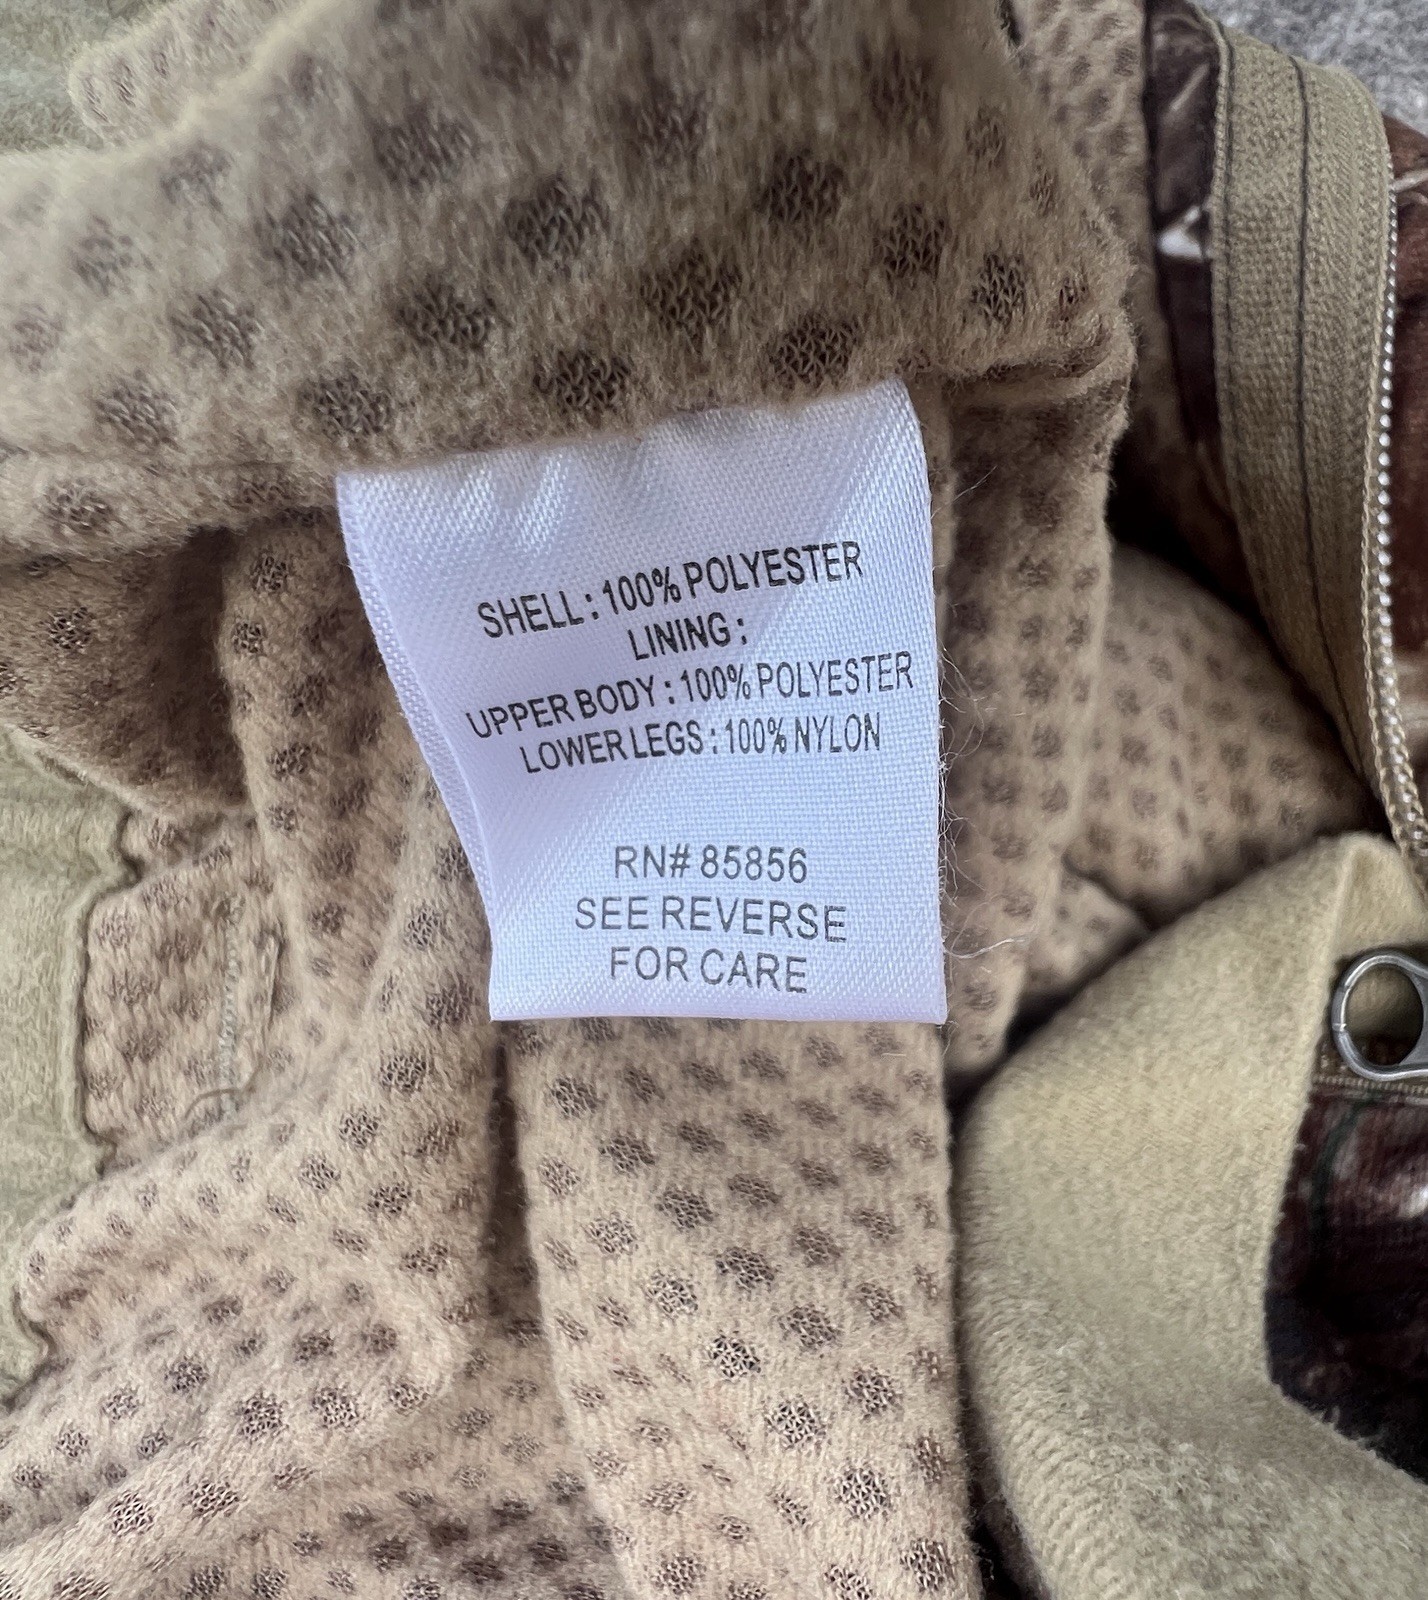 SHELL : 100% POLYESTER
LINING :
UPPER BODY : 100% POLYESTER
LOWER LEGS : 100% NYLON
RN# 85856
SEE REVERSE
FOR CARE